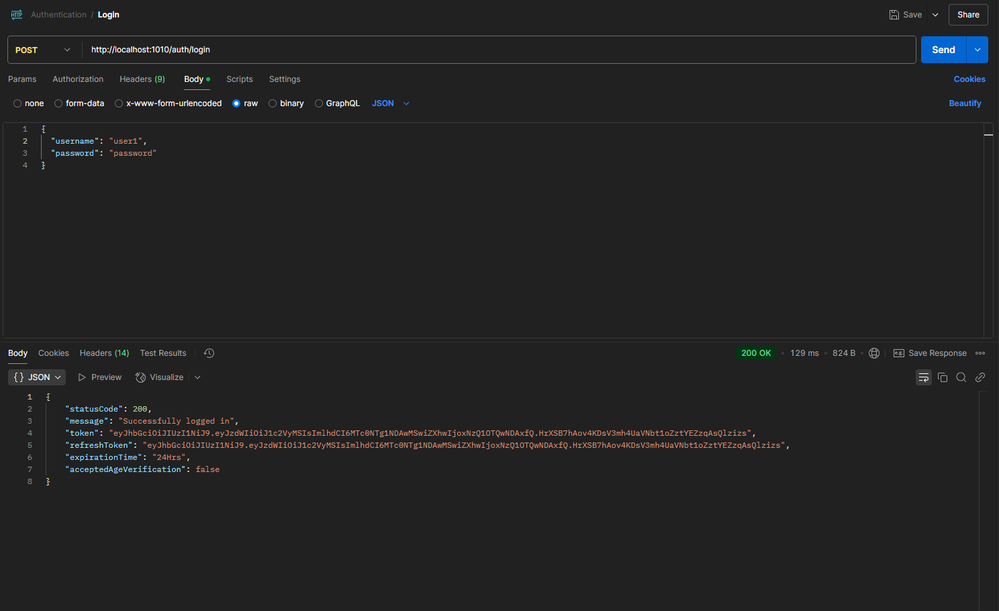 HTTP Authentication / Login
Save
Share
POST
http://localhost:1010/auth/login
Send
Params Authorization Headers (9) Body Scripts Settings
Cookies
none form-data x-www-form-urlencoded raw binary GraphQL JSON
Beautify
1 {
2 "username": "user1",
3 "password": "password"
4 }
Body Cookies Headers (14) Test Results
200 OK • 129 ms • 824 B •
e.g. Save Response
{ } JSON Preview Visualize
1 {
2 "statusCode": 200,
3 "message": "Successfully logged in",
4 "token": "eyJhbGciOiJIUzI1NiJ9.eyJzdWIiOiJ1c2VyMSIsImlhdCI6MTc0NTg1NDAwMSwiZXhwIjoxNzQ1OTQwNDAxfQ.HrXSB7hAov4KDsV3mh4UaVNbt1oZztYEZzqAsQlzizs",
5 "refreshToken": "eyJhbGciOiJIUzI1NiJ9.eyJzdWIiOiJ1c2VyMSIsImlhdCI6MTc0NTg1NDAwMSwiZXhwIjoxNzQ1OTQwNDAxfQ.HrXSB7hAov4KDsV3mh4UaVNbt1oZztYEZzqAsQlzizs",
6 "expirationTime": "24Hrs",
7 "acceptedAgeVerification": false
8 }